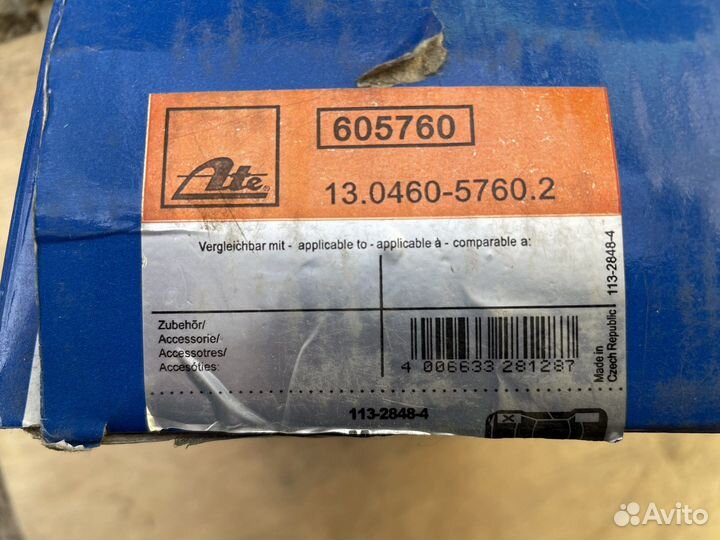 605760
Ate
13.0460-5760.2
Vergleichbar mit - applicable to - applicable à - comparable a:
Zubehör/
Accessorie/
Accessotres/
Accesóties:
4 006633 281287
Made in
Czech Republic
113-2848-4
113-2848-4
X
Avito